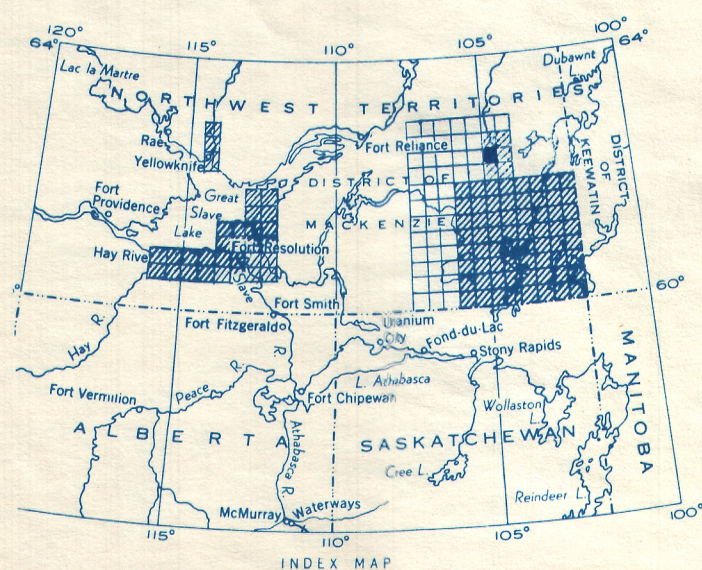 120°
115°
110°
105°
100°
64°
64°
Lac la Martre
Dubawnt
L.
NORTHWEST TERRITORIES
Rae
Yellowknife
Fort Reliance
DISTRICT OF
MACKENZIE
DISTRICT
OF
KEEWATIN
Fort
Providence
Great
Slave
Lake
Hay Rive
Fort Resolution
Slave
R.
Fort Smith
60°
Hay R.
Fort Fitzgerald
Uranium
City
Fond-du-Lac
Stony Rapids
MANITOBA
Fort Vermilion
Peace R.
L. Athabasca
Fort Chipewan
Wollaston
L.
ALBERTA
Athabasca R.
SASKATCHEWAN
Cree L.
Reindeer L.
McMurray
Waterways
115°
110°
105°
100°
INDEX MAP